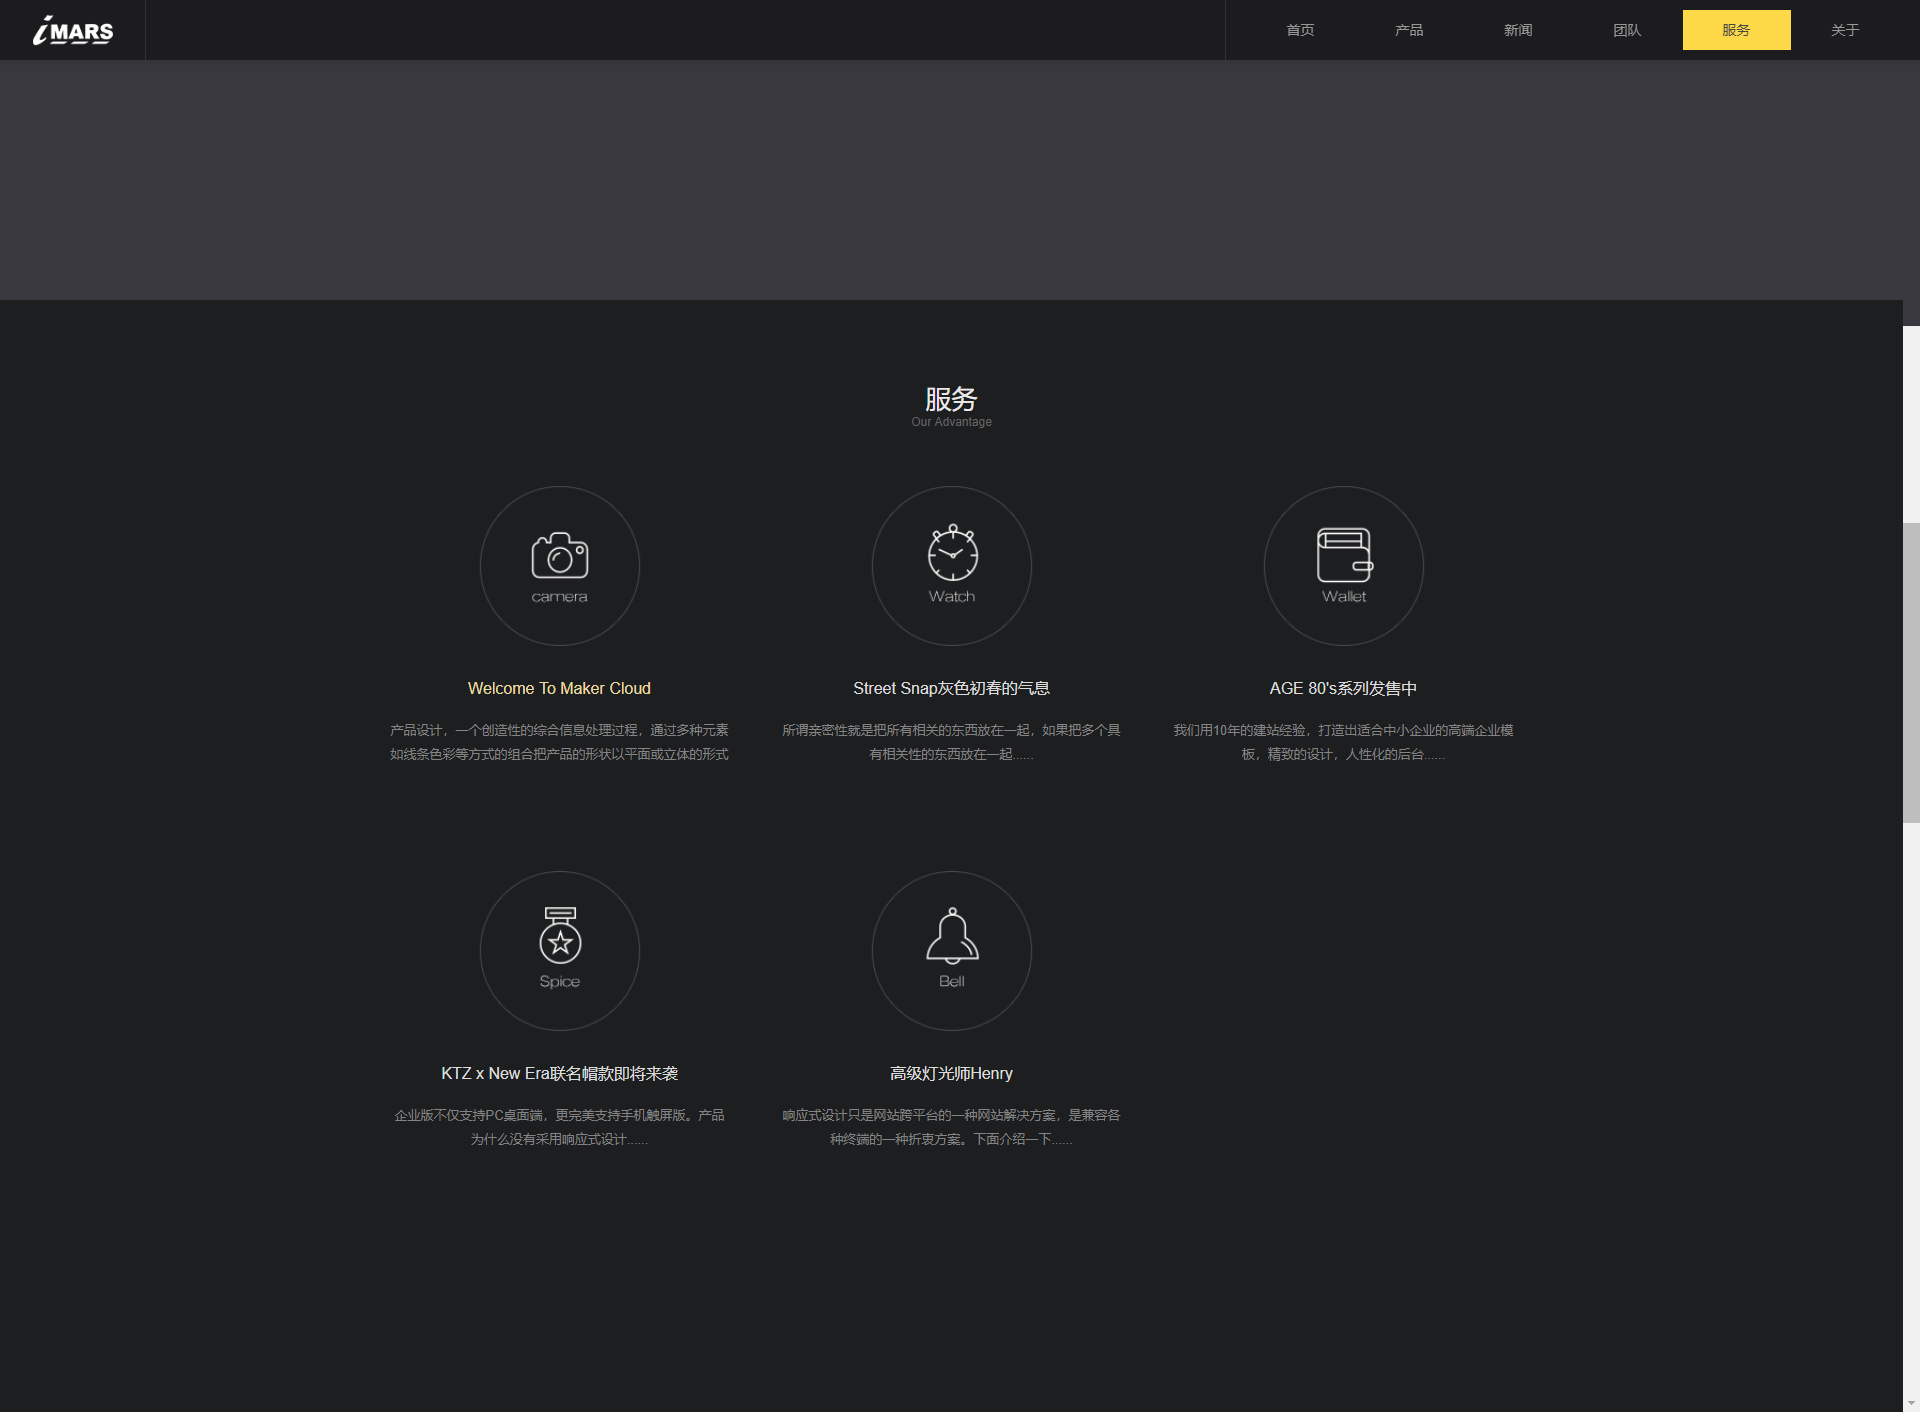 iMARS
首页
产品
新闻
团队
服务
关于
服务
Our Advantage
camera
Watch
Wallet
Welcome To Maker Cloud
Street Snap灰色初春的气息
AGE 80's系列发售中
产品设计，一个创造性的综合信息处理过程，通过多种元素
如线条色彩等方式的组合把产品的形状以平面或立体的形式
所谓亲密性就是把所有相关的东西放在一起，如果把多个具
有相关性的东西放在一起......
我们用10年的建站经验，打造出适合中小企业的高端企业模
板，精致的设计，人性化的后台......
Spice
Bell
KTZ x New Era联名帽款即将来袭
高级灯光师Henry
企业版不仅支持PC桌面端，更完美支持手机触屏版。产品
为什么没有采用响应式设计......
响应式设计只是网站跨平台的一种网站解决方案，是兼容各
种终端的一种折衷方案。下面介绍一下......